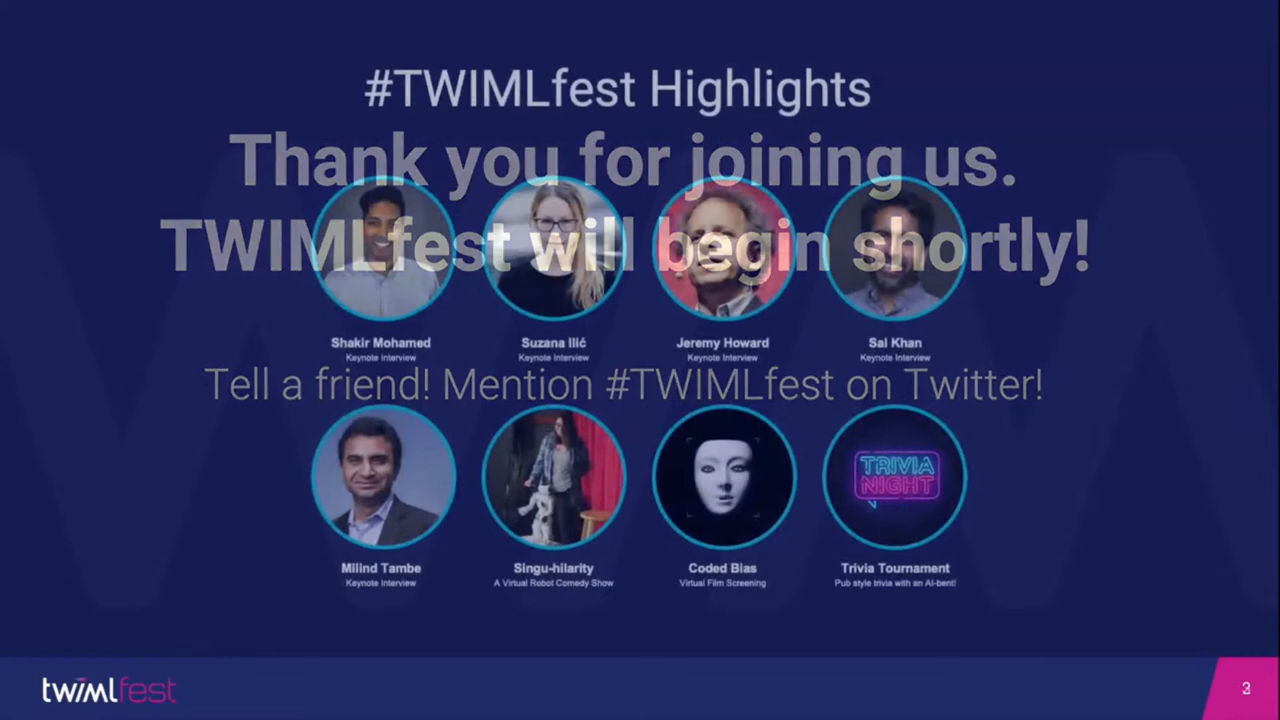 #TWIMLfest Highlights
Thank you for joining us.
TWIMLfest will begin shortly!
Shakir Mohamed
Keynote Interview
Suzana Ilić
Keynote Interview
Jeremy Howard
Keynote Interview
Sal Khan
Keynote Interview
Tell a friend! Mention #TWIMLfest on Twitter!
TRIVIA
NIGHT
Milind Tambe
Keynote Interview
Singu-hilarity
A Virtual Robot Comedy Show
Coded Bias
Virtual Film Screening
Trivia Tournament
Pub style trivia with an AI-bent!
twimlfest